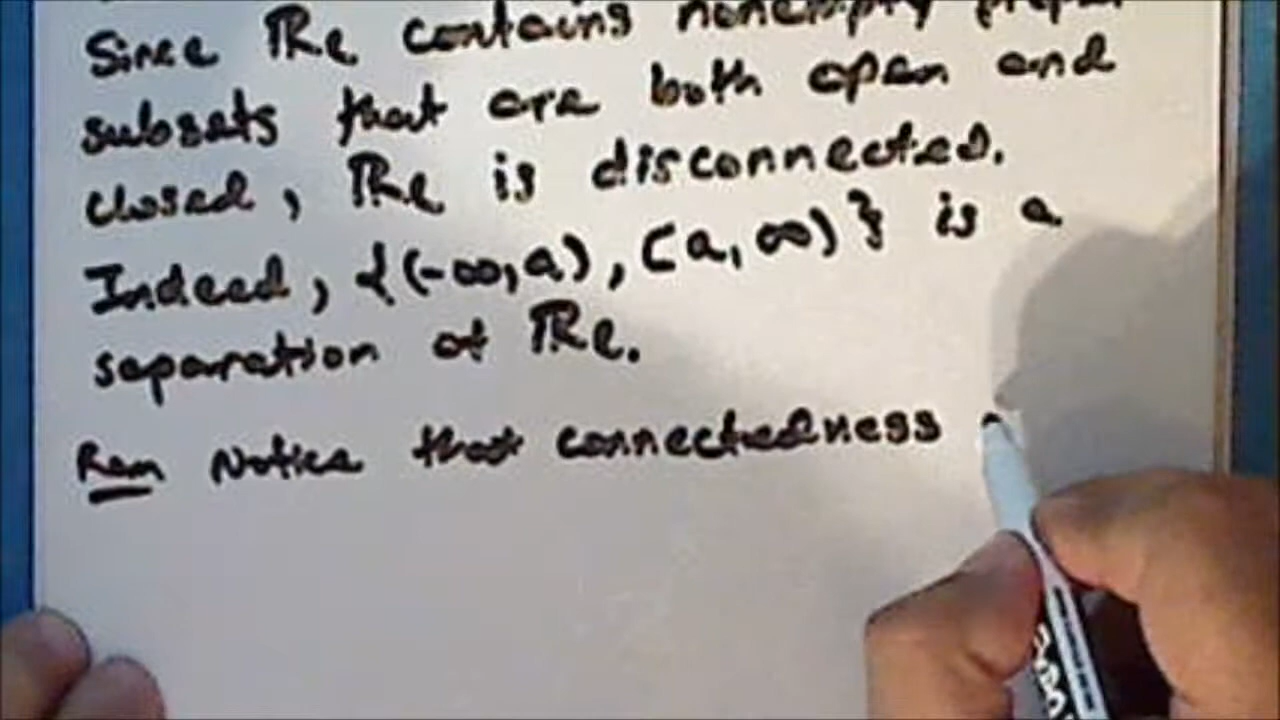 Since ℝℓ contains nonempty proper
subsets that are both open and
closed, ℝℓ is disconnected.
Indeed, {(-∞,a), [a,∞)} is a
separation of ℝℓ.
Rem Notice that connectedness